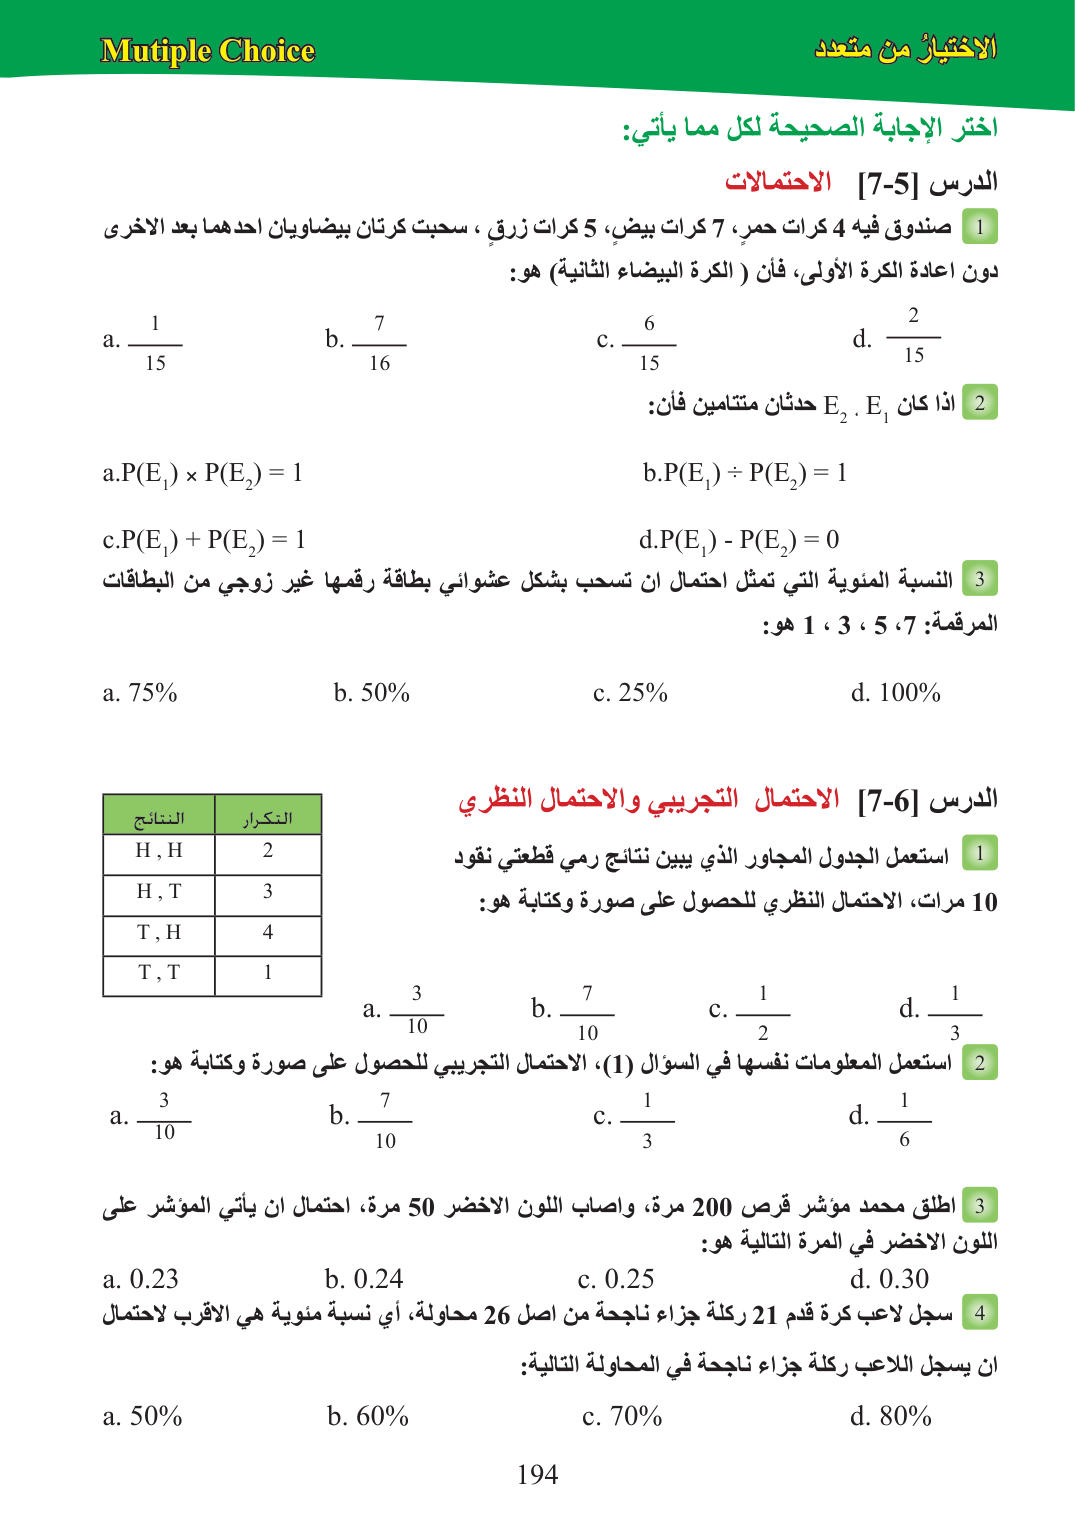 الاختيارُ من متعدد
Mutiple Choice
اختر الإجابة الصحيحة لكل مما يأتي:
الدرس [7-5] الاحتمالات
1 صندوق فيه 4 كرات حمرٍ، 7 كرات بيضٍ، 5 كرات زرقٍ ، سحبت كرتان بيضاويان احدهما بعد الاخرى
دون اعادة الكرة الأولى، فأن ( الكرة البيضاء الثانية) هو:
a. 1/15 b. 7/16 c. 6/15 d. 2/15
2 اذا كان E₁ . E₂ حدثان متتامين فأن:
a.P(E₁) × P(E₂) = 1 b.P(E₁) ÷ P(E₂) = 1
c.P(E₁) + P(E₂) = 1 d.P(E₁) - P(E₂) = 0
3 النسبة المئوية التي تمثل احتمال ان تسحب بشكل عشوائي بطاقة رقمها غير زوجي من البطاقات
المرقمة: 7، 5 ، 3 ، 1 هو:
a. 75% b. 50% c. 25% d. 100%
الدرس [7-6] الاحتمال التجريبي والاحتمال النظري
1 استعمل الجدول المجاور الذي يبين نتائج رمي قطعتي نقود
10 مرات، الاحتمال النظري للحصول على صورة وكتابة هو:
التكرار النتائج
H , H 2
H , T 3
T , H 4
T , T 1
a. 3/10 b. 7/10 c. 1/2 d. 1/3
2 استعمل المعلومات نفسها في السؤال (1)، الاحتمال التجريبي للحصول على صورة وكتابة هو:
a. 3/10 b. 7/10 c. 1/3 d. 1/6
3 اطلق محمد مؤشر قرص 200 مرة، واصاب اللون الاخضر 50 مرة، احتمال ان يأتي المؤشر على
اللون الاخضر في المرة التالية هو:
a. 0.23 b. 0.24 c. 0.25 d. 0.30
4 سجل لاعب كرة قدم 21 ركلة جزاء ناجحة من اصل 26 محاولة، أي نسبة مئوية هي الاقرب لاحتمال
ان يسجل اللاعب ركلة جزاء ناجحة في المحاولة التالية:
a. 50% b. 60% c. 70% d. 80%
194